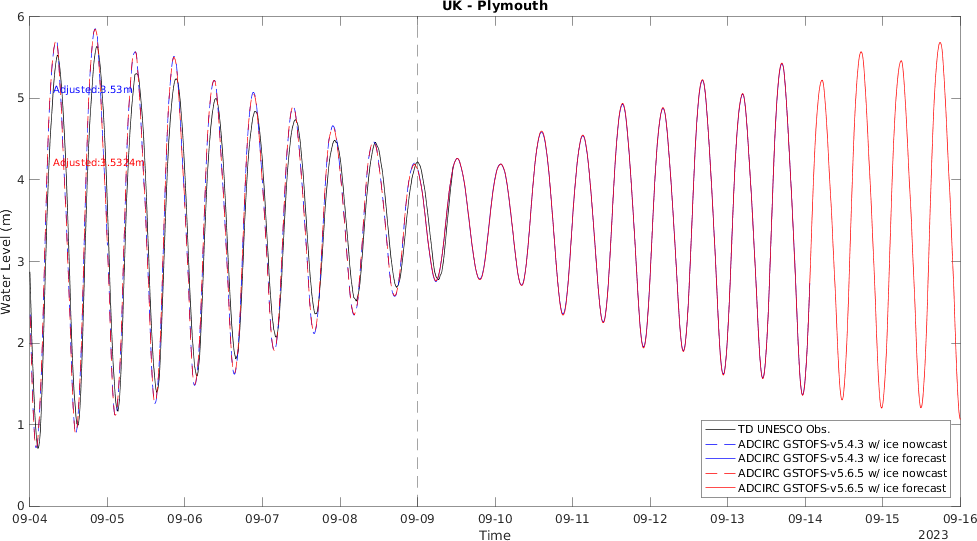 UK - Plymouth
6
5
4
3
2
1
0
Water Level (m)
Adjusted:3.53m
Adjusted:3.5324m
TD UNESCO Obs.
ADCIRC GSTOFS-v5.4.3 w/ ice nowcast
ADCIRC GSTOFS-v5.4.3 w/ ice forecast
ADCIRC GSTOFS-v5.6.5 w/ ice nowcast
ADCIRC GSTOFS-v5.6.5 w/ ice forecast
09-04 09-05 09-06 09-07 09-08 09-09 09-10 09-11 09-12 09-13 09-14 09-15 09-16
Time
2023